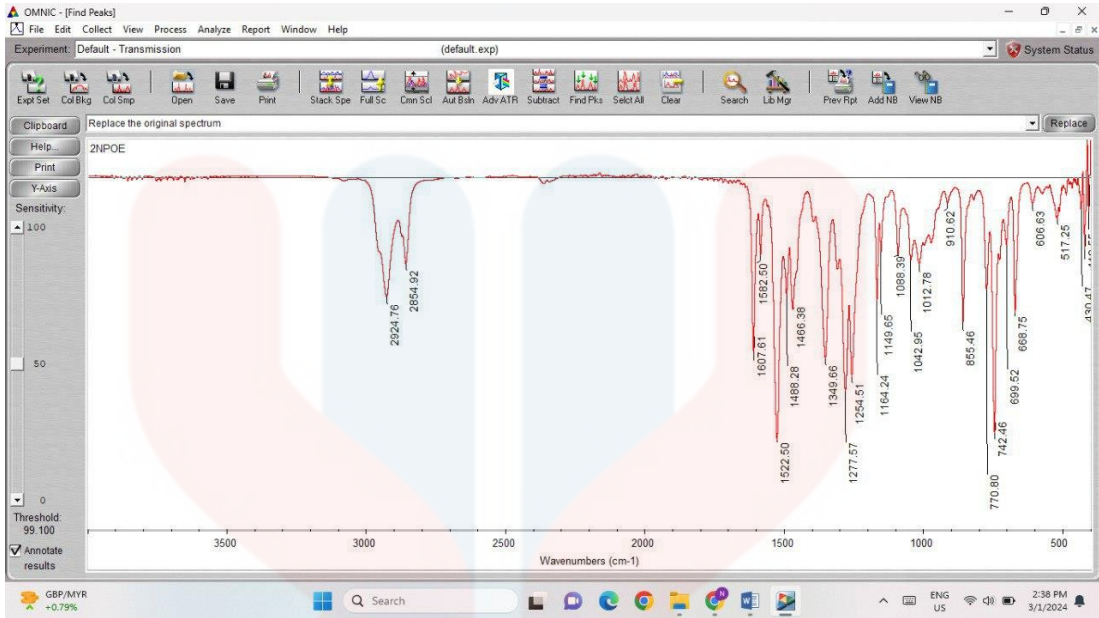 OMNIC - [Find Peaks]
File Edit Collect View Process Analyze Report Window Help
Experiment: Default - Transmission (default.exp) System Status
Expt Set Col Bkg Col Smp Open Save Print Stack Spe Full Sc Cmn Scl Aut Bsln Adv ATR Subtract Find Pks Selct All Clear Search Lib Mgr Prev Rpt Add NB View NB
Clipboard Replace the original spectrum Replace
Help...
Print
Y-Axis
Sensitivity:
100
50
0
Threshold:
99.100
Annotate
results
2NPOE
2924.76
2854.92
1607.61
1582.50
1522.50
1488.28
1466.38
1349.66
1277.57
1254.51
1164.24
1149.65
1088.39
1042.95
1012.78
910.62
855.46
770.80
742.46
699.52
668.75
606.63
517.25
430.47
3500 3000 2500 2000 1500 1000 500
Wavenumbers (cm-1)
GBP/MYR
+0.79%
Search
ENG
US
2:38 PM
3/1/2024